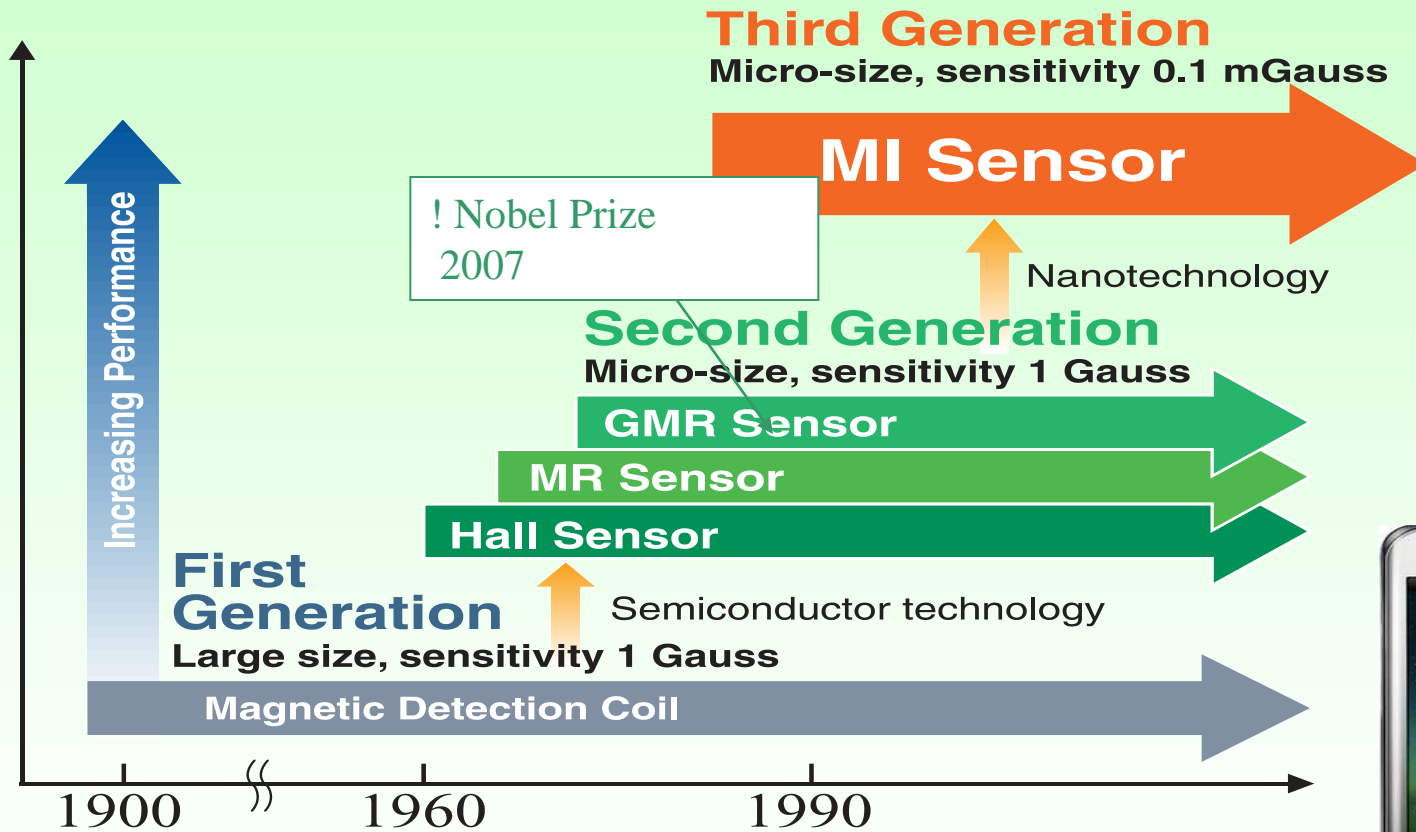 Third Generation
Micro-size, sensitivity 0.1 mGauss
MI Sensor
! Nobel Prize
2007
Nanotechnology
Increasing Performance
Second Generation
Micro-size, sensitivity 1 Gauss
GMR Sensor
MR Sensor
Hall Sensor
First
Generation
Semiconductor technology
Large size, sensitivity 1 Gauss
Magnetic Detection Coil
1900 1960 1990